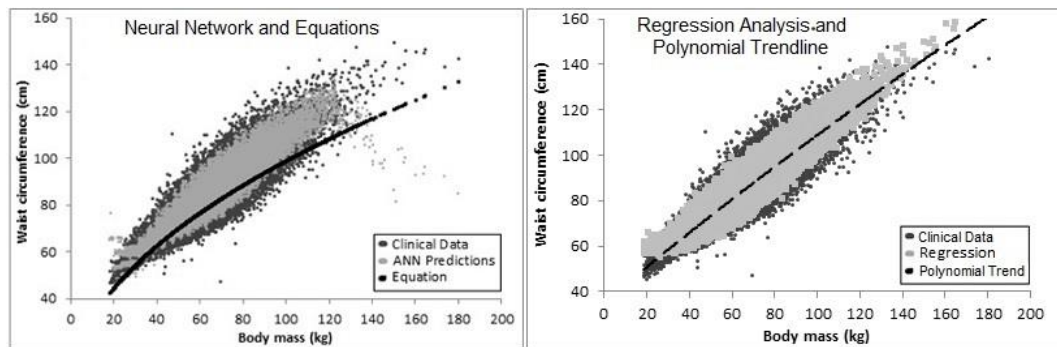 Neural Network and Equations
160
140
120
100
80
60
40
Waist circumference (cm)
Clinical Data
ANN Predictions
Equation
0 20 40 60 80 100 120 140 160 180 200
Body mass (kg)
Regression Analysis and
Polynomial Trendline
160
140
120
100
80
60
40
Waist circumference (cm)
Clinical Data
Regression
Polynomial Trend
0 20 40 60 80 100 120 140 160 180 200
Body mass (kg)